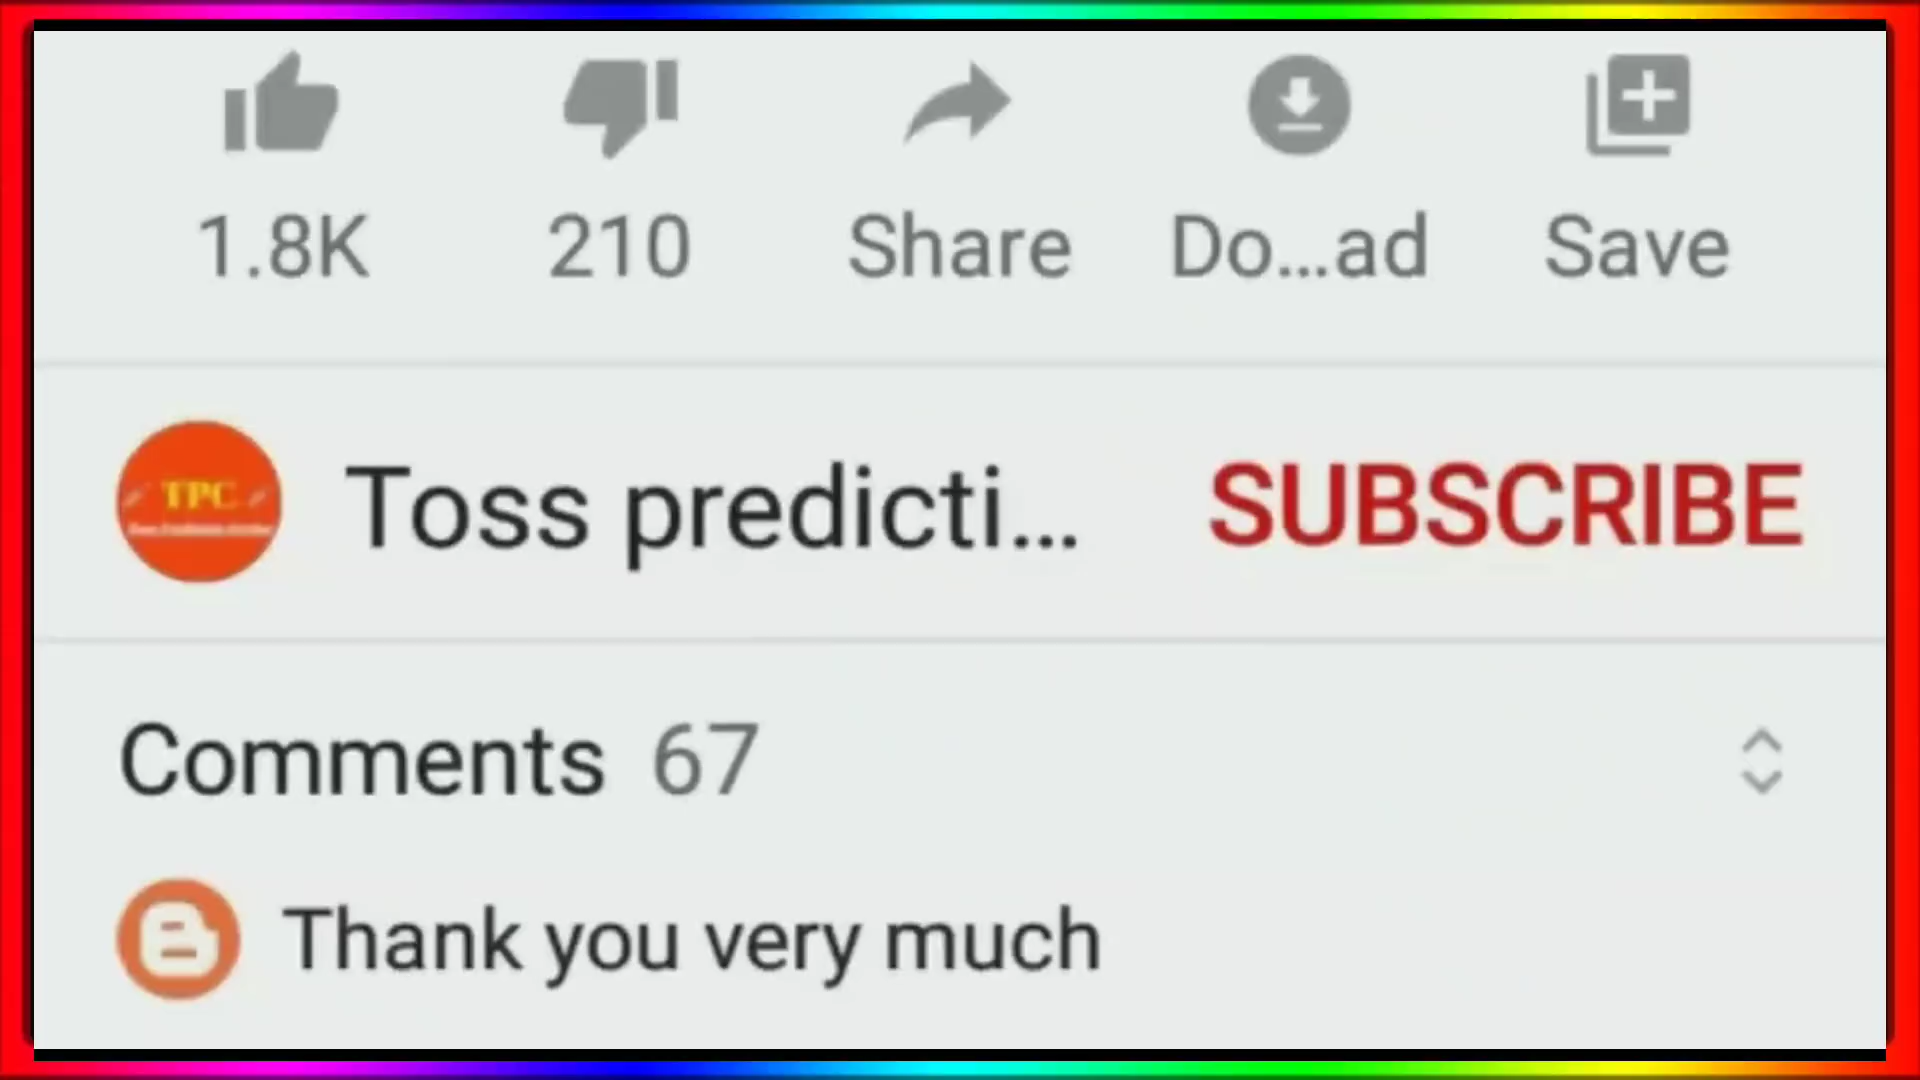 1.8K 210 Share Do...ad Save
TPC
Toss predicti... SUBSCRIBE
Comments 67
Thank you very much